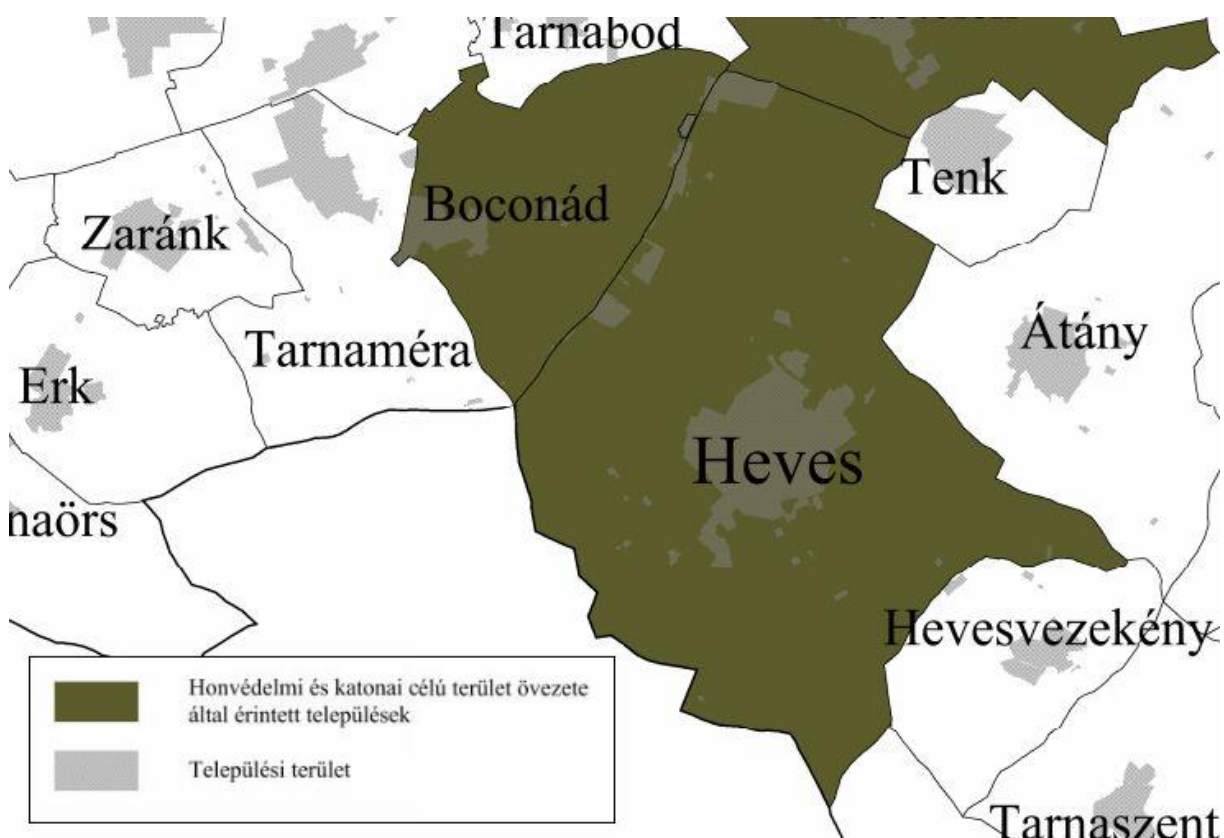 Tarnabod
Tenk
Boconád
Zaránk
Átány
Tarnaméra
Erk
Heves
naörs
Hevesvezekény
Honvédelmi és katonai célú terület övezete
által érintett települések
Települési terület
Tarnaszent